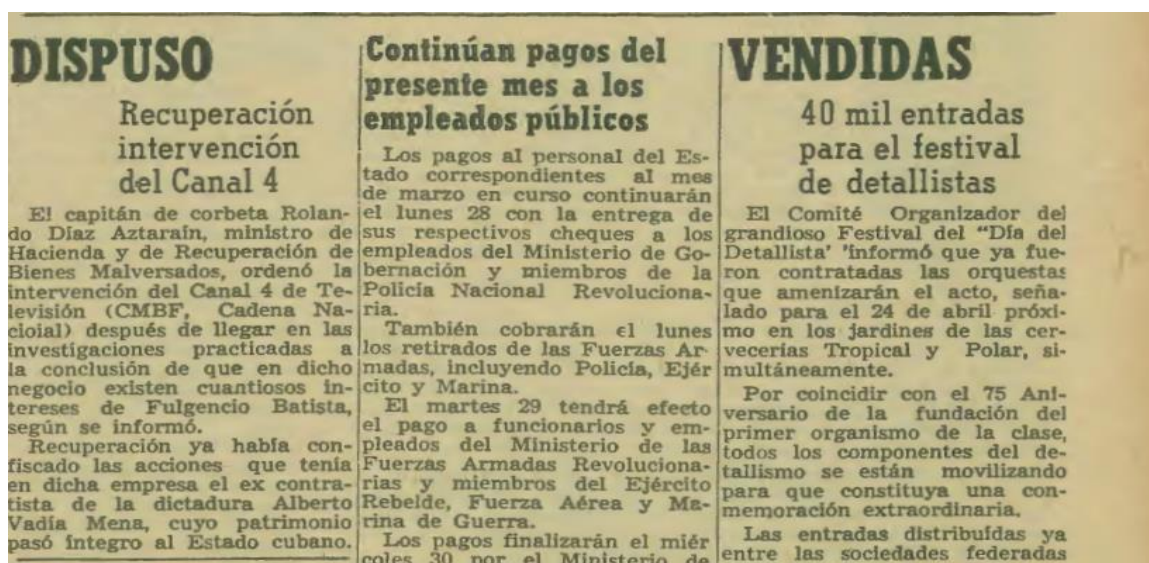 DISPUSO
Recuperación
intervención
del Canal 4
El capitán de corbeta Rolan-
do Díaz Aztaraín, ministro de
Hacienda y de Recuperación de
Bienes Malversados, ordenó la
intervención del Canal 4 de Te-
levisión (CMBF, Cadena Na-
cioial) después de llegar en las
investigaciones practicadas a
la conclusión de que en dicho
negocio existen cuantiosos in-
tereses de Fulgencio Batista,
según se informó.
Recuperación ya había con-
fiscado las acciones que tenía
en dicha empresa el ex contra-
tista de la dictadura Alberto
Vadía Mena, cuyo patrimonio
pasó íntegro al Estado cubano.
Continúan pagos del
presente mes a los
empleados públicos
Los pagos al personal del Es-
tado correspondientes al mes
de marzo en curso continuarán
el lunes 28 con la entrega de
sus respectivos cheques a los
empleados del Ministerio de Go-
bernación y miembros de la
Policía Nacional Revoluciona-
ria.
También cobrarán el lunes
los retirados de las Fuerzas Ar-
madas, incluyendo Policía, Ejér
cito y Marina.
El martes 29 tendrá efecto
el pago a funcionarios y em-
pleados del Ministerio de las
Fuerzas Armadas Revoluciona-
rias y miembros del Ejército
Rebelde, Fuerza Aérea y Ma-
rina de Guerra.
Los pagos finalizarán el miér
coles 30 por el Ministerio de
VENDIDAS
40 mil entradas
para el festival
de detallistas
El Comité Organizador del
grandioso Festival del "Día del
Detallista' 'informó que ya fue-
ron contratadas las orquestas
que amenizarán el acto, seña-
lado para el 24 de abril próxi-
mo en los jardines de las cer-
vecerías Tropical y Polar, si-
multáneamente.
Por coincidir con el 75 Ani-
versario de la fundación del
primer organismo de la clase,
todos los componentes del de-
tallismo se están movilizando
para que constituya una con-
memoración extraordinaria.
Las entradas distribuídas ya
entre las sociedades federadas